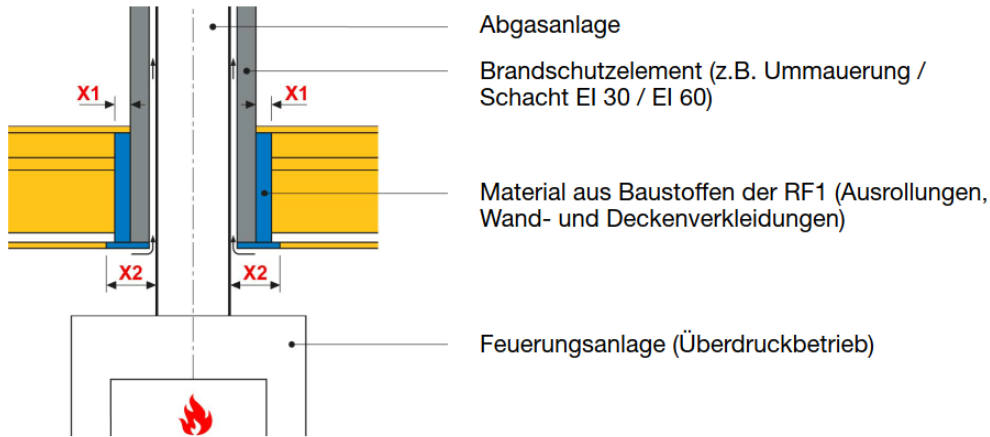 Abgasanlage
Brandschutzelement (z.B. Ummauerung /
Schacht EI 30 / EI 60)
X1
X1
Material aus Baustoffen der RF1 (Ausrollungen,
Wand- und Deckenverkleidungen)
X2
X2
Feuerungsanlage (Überdruckbetrieb)